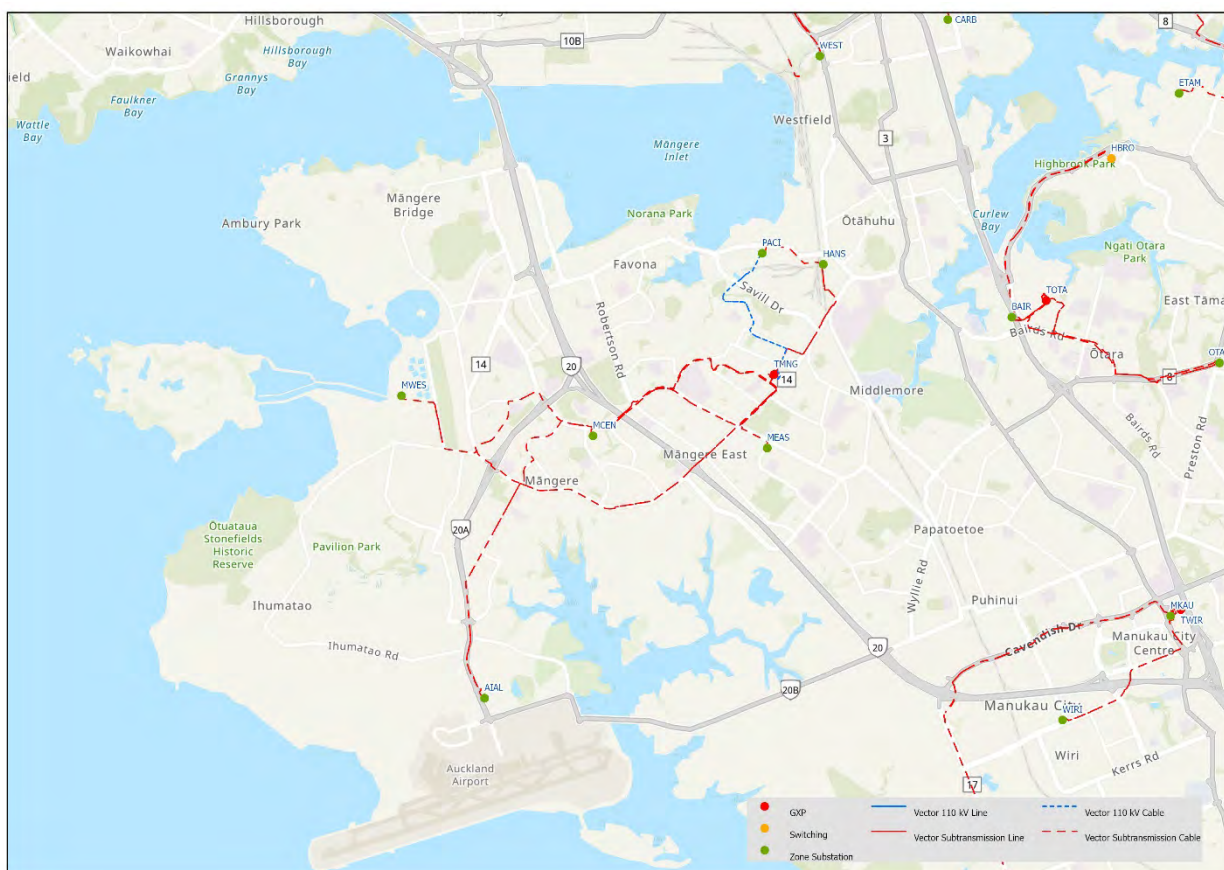 Hillsborough
CARB
8
Waikowhai
Hillsborough
Bay
10B
WEST
field
Grannys
Bay
Faulkner
Bay
ETAM
Wattle
Bay
Westfield
3
Māngere
Inlet
HBRO
Highbrook Park
Māngere
Bridge
Norana Park
Ōtāhuhu
Curlew
Bay
Ambury Park
PACI
HANS
Ngati Otara
Park
Favona
Savill Dr
TOTA
East Tāma
Robertson Rd
BAIR
Bairds Rd
Ōtara
14
20
TMNG
14
OTA
8
MWES
Middlemore
MCEN
MEAS
Bairds Rd
Preston Rd
Māngere East
Māngere
Ōtuataua
Stonefields
Historic
Reserve
20A
Papatoetoe
Pavilion Park
Wyllie Rd
Ihumatao
Puhinui
MKAU
TWIR
Cavendish Dr
Manukau City
Centre
Ihumatao Rd
20
20B
AIAL
Manukau City
WIRI
Wiri
Kerrs Rd
Auckland
Airport
17
GXP
Vector 110 kV Line
Vector 110 kV Cable
Switching
Vector Subtransmission Line
Vector Subtransmission Cable
Zone Substation